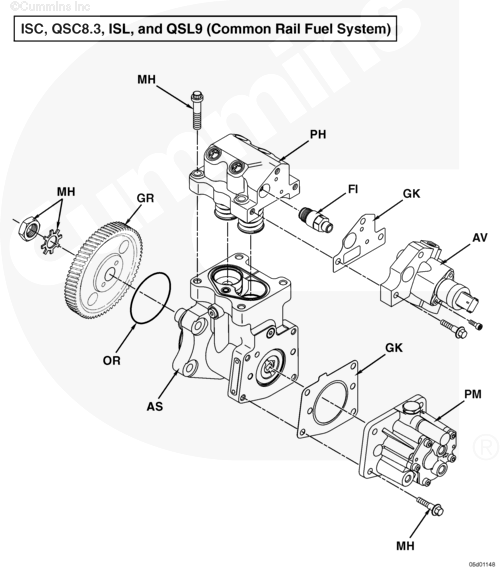 ©Cummins Inc.
ISC, QSC8.3, ISL, and QSL9 (Common Rail Fuel System)
MH
PH
FI
MH
GR
GK
AV
OR
GK
AS
PM
MH
05d01149
Cummins
®